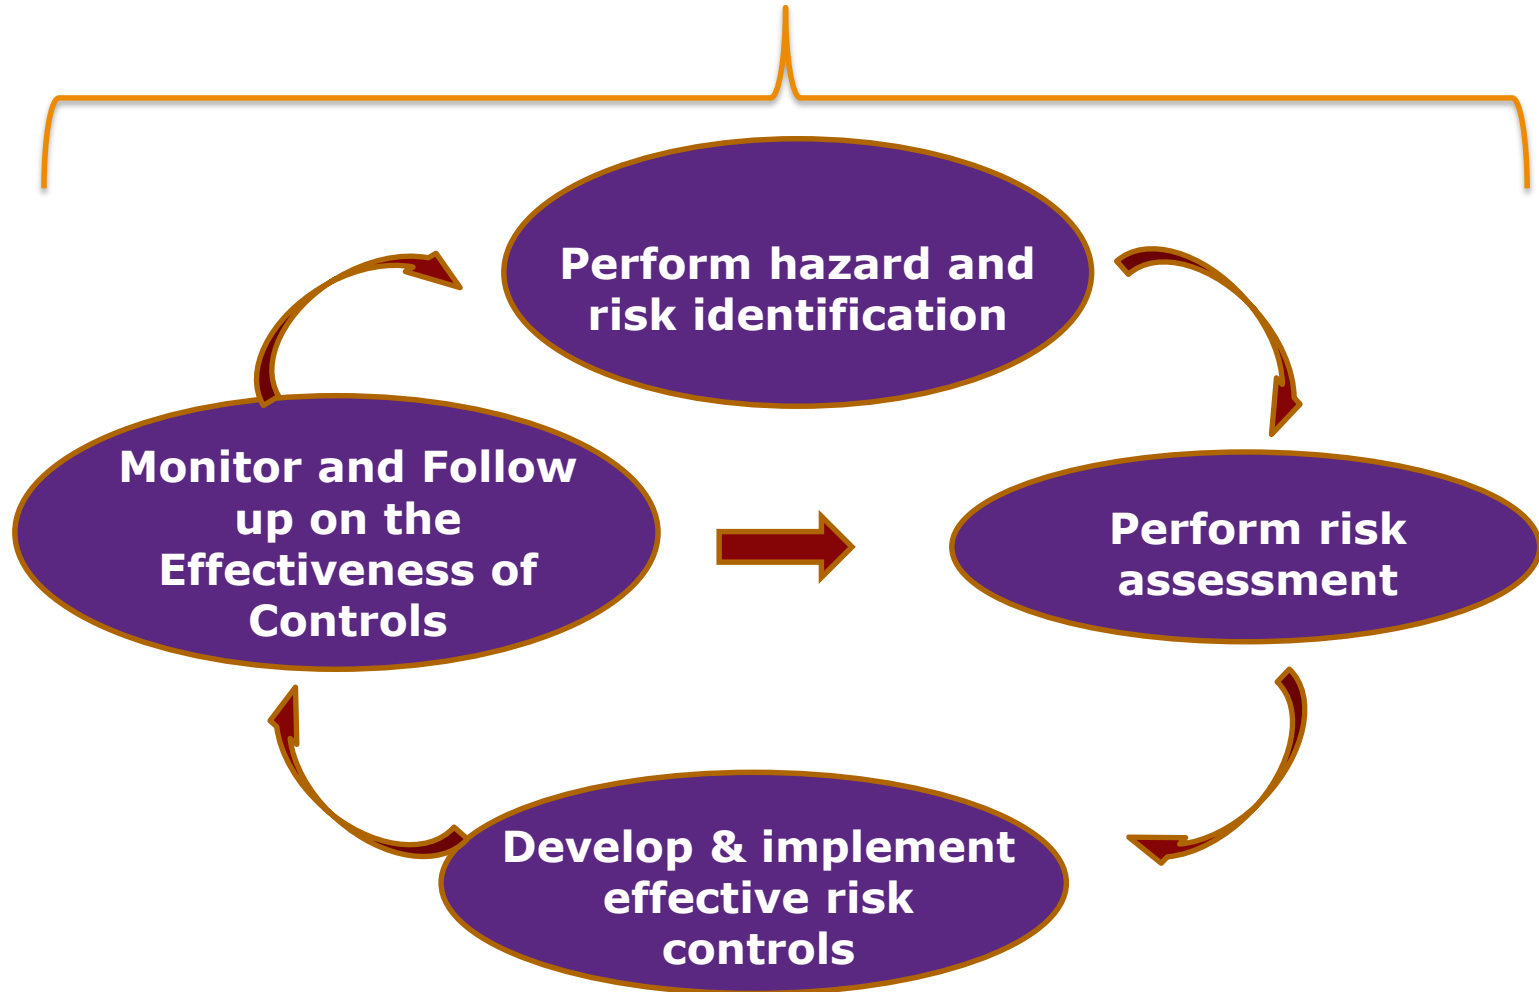 Perform hazard and
risk identification
Monitor and Follow
up on the
Effectiveness of
Controls
Perform risk
assessment
Develop & implement
effective risk
controls